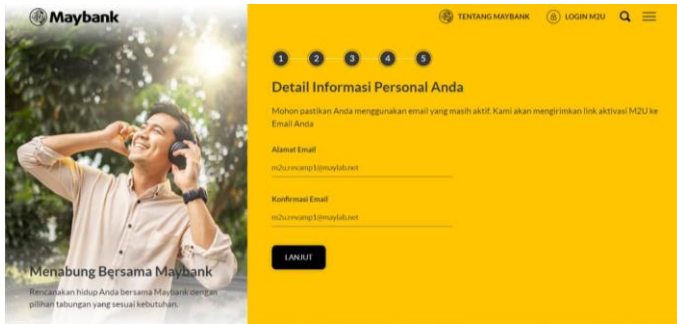 Maybank
TENTANG MAYBANK
LOGIN M2U
1 2 3 4 5
Detail Informasi Personal Anda
Mohon pastikan Anda menggunakan email yang masih aktif. Kami akan mengirimkan link aktivasi M2U ke
Email Anda
Alamat Email
m2u.revamp1@maylab.net
Konfirmasi Email
m2u.revamp1@maylab.net
LANJUT
Menabung Bersama Maybank
Rencanakan hidup Anda bersama Maybank dengan
pilihan tabungan yang sesuai kebutuhan.